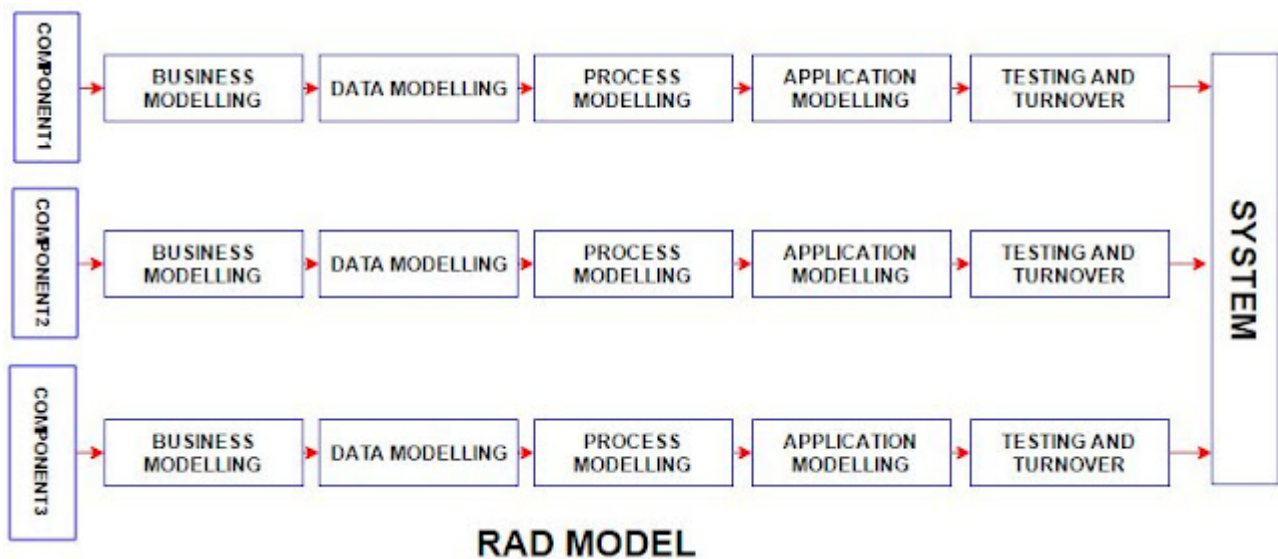 COMPONENT1
BUSINESS
MODELLING
DATA MODELLING
PROCESS
MODELLING
APPLICATION
MODELLING
TESTING AND
TURNOVER
COMPONENT2
BUSINESS
MODELLING
DATA MODELLING
PROCESS
MODELLING
APPLICATION
MODELLING
TESTING AND
TURNOVER
COMPONENT3
BUSINESS
MODELLING
DATA MODELLING
PROCESS
MODELLING
APPLICATION
MODELLING
TESTING AND
TURNOVER
SYSTEM
RAD MODEL